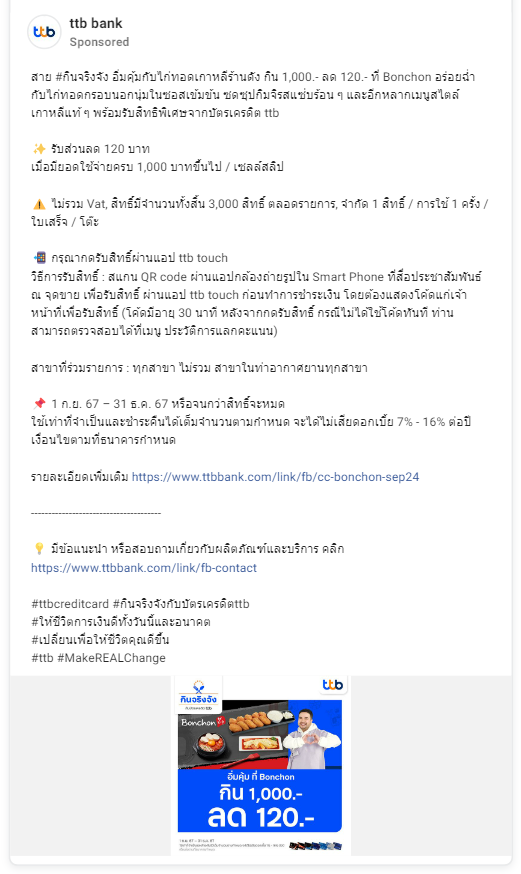 ttb
ttb bank
Sponsored
สาย #กินจริงจัง อิ่มคุ้มกับไก่ทอดเกาหลีร้านดัง กิน 1,000.- ลด 120.- ที่ Bonchon อร่อยฉ่ำ
กับไก่ทอดกรอบนอกนุ่มในซอสเข้มข้น ซดซุปกิมจิรสแซ่บร้อน ๆ และอีกหลากเมนูสไตล์
เกาหลีแท้ ๆ พร้อมรับสิทธิพิเศษจากบัตรเครดิต ttb
✨ รับส่วนลด 120 บาท
เมื่อมียอดใช้จ่ายครบ 1,000 บาทขึ้นไป / เซลล์สลิป
⚠️ ไม่รวม Vat, สิทธิ์มีจำนวนทั้งสิ้น 3,000 สิทธิ์ ตลอดรายการ, จำกัด 1 สิทธิ์ / การใช้ 1 ครั้ง /
ใบเสร็จ / โต๊ะ
📲 กรุณากดรับสิทธิ์ผ่านแอป ttb touch
วิธีการรับสิทธิ์ : สแกน QR code ผ่านแอปกล้องถ่ายรูปใน Smart Phone ที่สื่อประชาสัมพันธ์
ณ จุดขาย เพื่อรับสิทธิ์ ผ่านแอป ttb touch ก่อนทำการชำระเงิน โดยต้องแสดงโค้ดแก่เจ้า
หน้าที่เพื่อรับสิทธิ์ (โค้ดมีอายุ 30 นาที หลังจากกดรับสิทธิ์ กรณีไม่ได้ใช้โค้ดทันที ท่าน
สามารถตรวจสอบได้ที่เมนู ประวัติการแลกคะแนน)
สาขาที่ร่วมรายการ : ทุกสาขา ไม่รวม สาขาในท่าอากาศยานทุกสาขา
📌 1 ก.ย. 67 – 31 ธ.ค. 67 หรือจนกว่าสิทธิ์จะหมด
ใช้เท่าที่จำเป็นและชำระคืนได้เต็มจำนวนตามกำหนด จะได้ไม่เสียดอกเบี้ย 7% - 16% ต่อปี
เงื่อนไขตามที่ธนาคารกำหนด
รายละเอียดเพิ่มเติม https://www.ttbbank.com/link/fb/cc-bonchon-sep24
--------------------------------------
💡 มีข้อแนะนำ หรือสอบถามเกี่ยวกับผลิตภัณฑ์และบริการ คลิก
https://www.ttbbank.com/link/fb-contact
#ttbcreditcard #กินจริงจังกับบัตรเครดิตttb
#ให้ชีวิตการเงินดีทั้งวันนี้และอนาคต
#เปลี่ยนเพื่อให้ชีวิตคุณดีขึ้น
#ttb #MakeREALChange
กินจริงจัง
ttb
Bonchon
อิ่มคุ้ม ที่ Bonchon
กิน 1,000.-
ลด 120.-